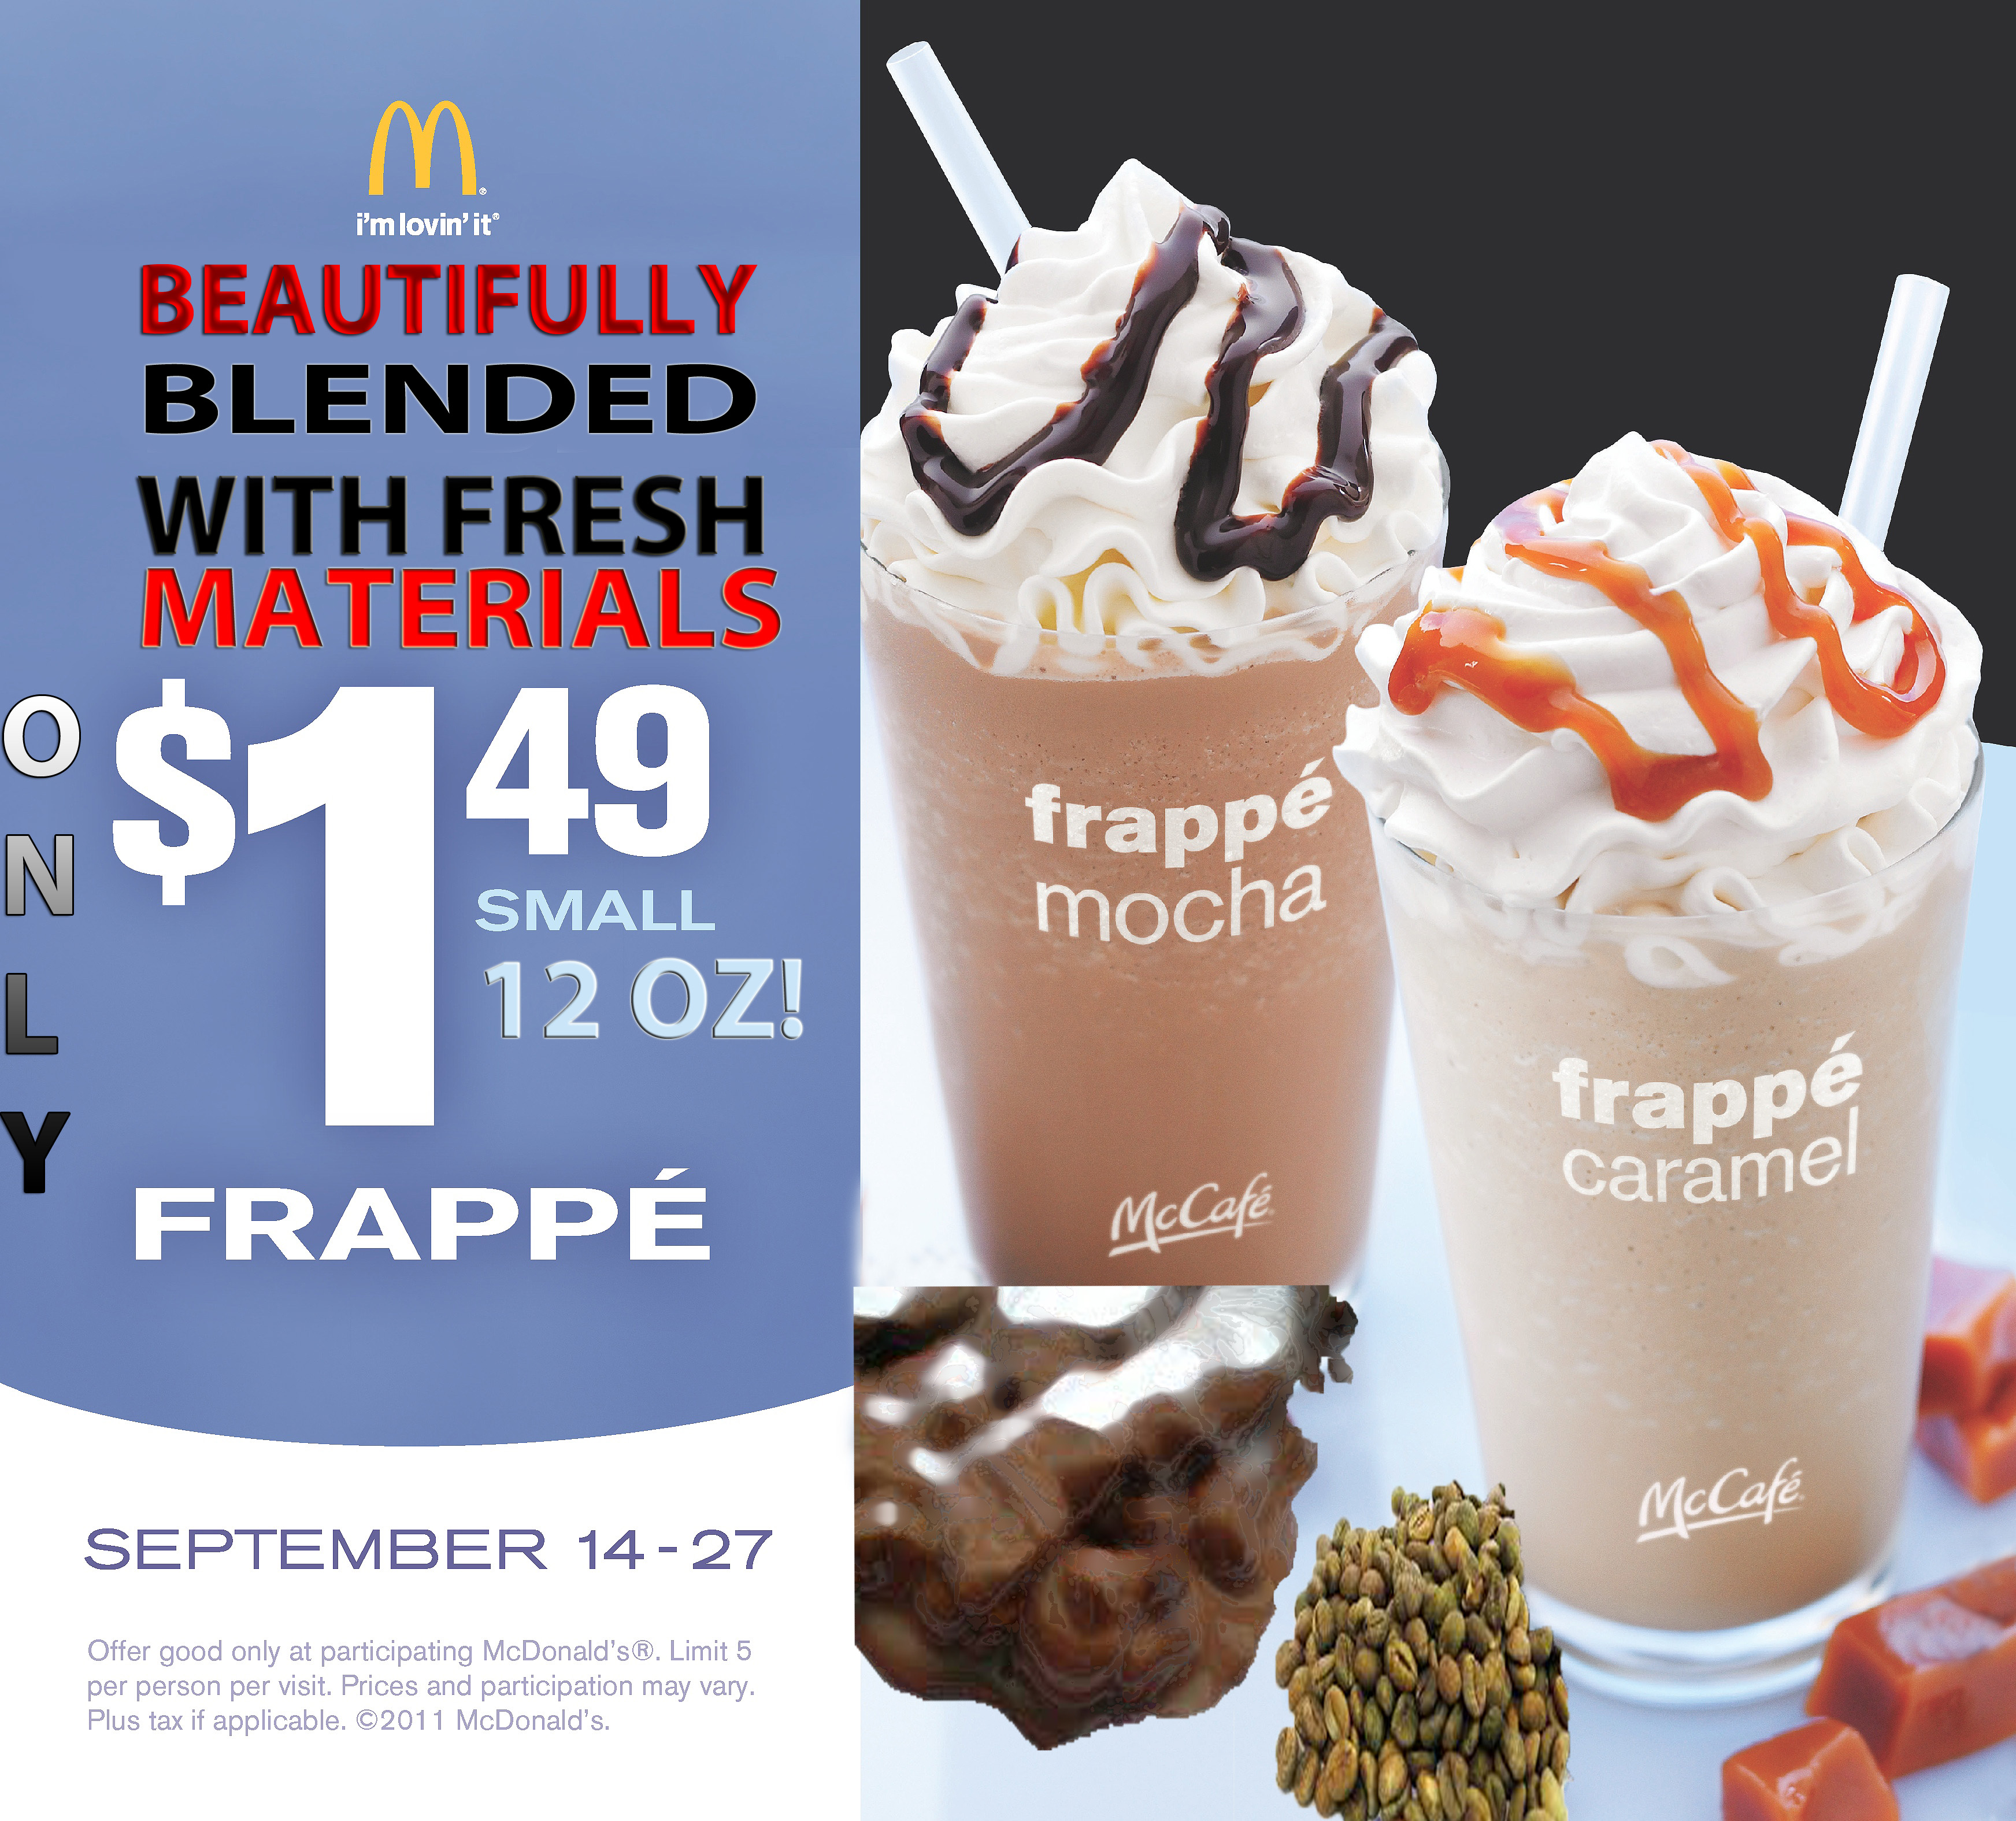 i'm lovin' it®
BEAUTIFULLY
BLENDED
WITH FRESH
MATERIALS
ONLY
$1 49
SMALL
12 OZ!
FRAPPÉ
SEPTEMBER 14 - 27
Offer good only at participating McDonald's®. Limit 5
per person per visit. Prices and participation may vary.
Plus tax if applicable. ©2011 McDonald's.
frappé
mocha
McCafé®
frappé
caramel
McCafé®